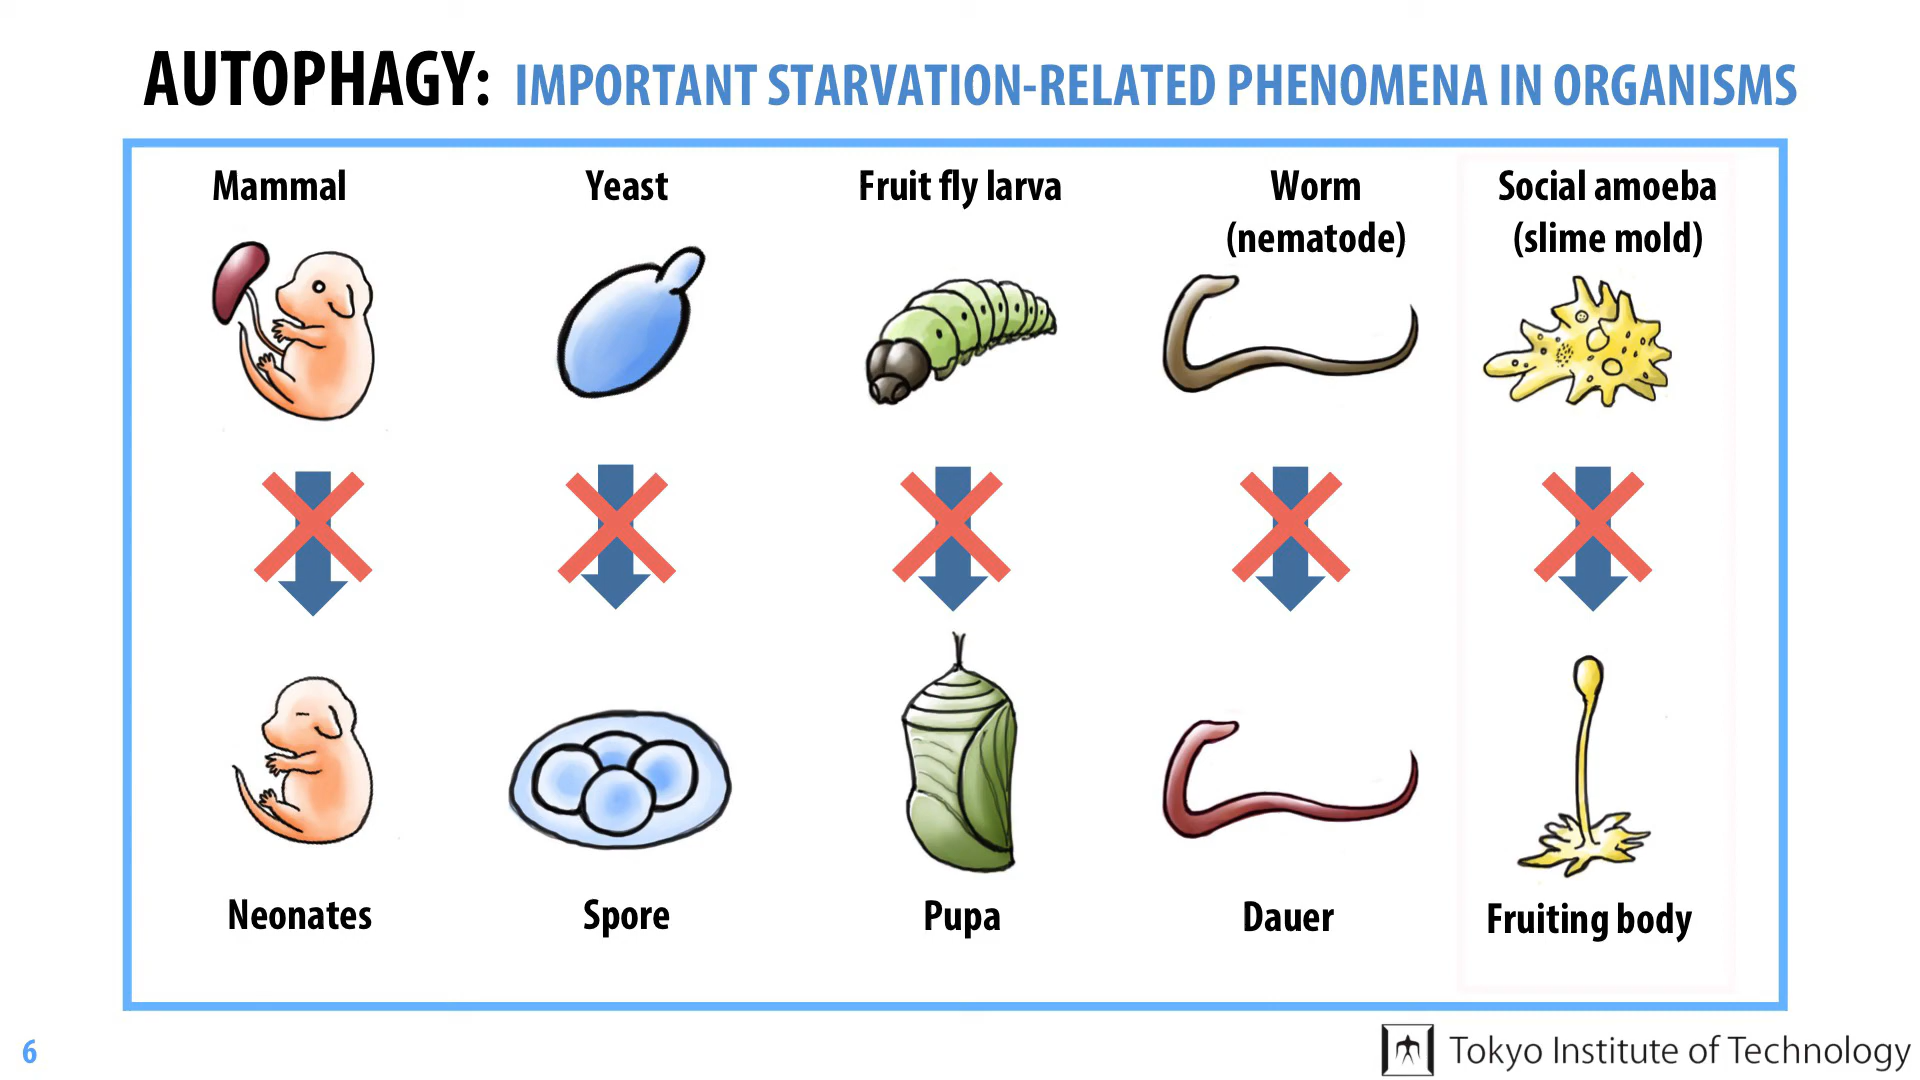 AUTOPHAGY: IMPORTANT STARVATION-RELATED PHENOMENA IN ORGANISMS
Mammal
Yeast
Fruit fly larva
Worm
(nematode)
Social amoeba
(slime mold)
Neonates
Spore
Pupa
Dauer
Fruiting body
6
Tokyo Institute of Technology